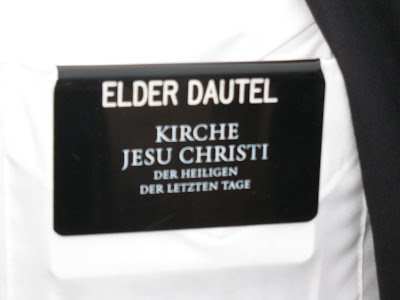 ELDER DAUTEL
KIRCHE
JESU CHRISTI
DER HEILIGEN
DER LETZTEN TAGE